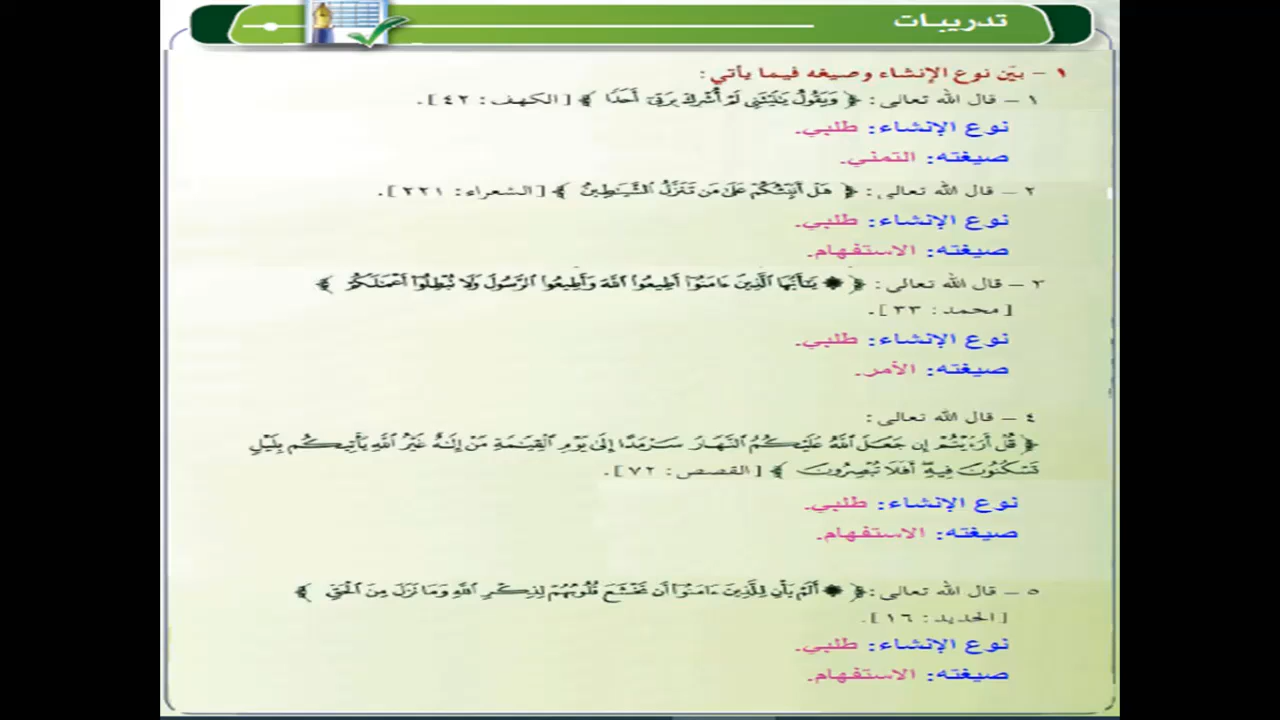 تدريبات
١ - بيّن نوع الإنشاء وصيغه فيما يأتي:
١ - قال الله تعالى: ﴿ وَيَقُولُ يَٰلَيْتَنِي لَمْ أُشْرِكْ بِرَبِّيٓ أَحَدًا ﴾ [الكهف: ٤٢].
نوع الإنشاء: طلبي.
صيغته: التمني.
٢ - قال الله تعالى: ﴿ هَلْ أُنَبِّئُكُمْ عَلَىٰ مَن تَنَزَّلُ الشَّيَٰطِينُ ﴾ [الشعراء: ٢٢١].
نوع الإنشاء: طلبي.
صيغته: الاستفهام.
٣ - قال الله تعالى: ﴿ ۞ يَٰٓأَيُّهَا ٱلَّذِينَ ءَامَنُوٓا۟ أَطِيعُوا۟ ٱللَّهَ وَأَطِيعُوا۟ ٱلرَّسُولَ وَلَا تُبْطِلُوٓا۟ أَعْمَٰلَكُمْ ﴾
[محمد: ٣٣].
نوع الإنشاء: طلبي.
صيغته: الأمر.
٤ - قال الله تعالى:
﴿ قُلْ أَرَءَيْتُمْ إِن جَعَلَ ٱللَّهُ عَلَيْكُمُ ٱلنَّهَارَ سَرْمَدًا إِلَىٰ يَوْمِ ٱلْقِيَٰمَةِ مَنْ إِلَٰهٌ غَيْرُ ٱللَّهِ يَأْتِيكُم بِلَيْلٍ
تَسْكُنُونَ فِيهِ أَفَلَا تُبْصِرُونَ ﴾ [القصص: ٧٢].
نوع الإنشاء: طلبي.
صيغته: الاستفهام.
٥ - قال الله تعالى: ﴿ ۞ أَلَمْ يَأْنِ لِلَّذِينَ ءَامَنُوٓا۟ أَن تَخْشَعَ قُلُوبُهُمْ لِذِكْرِ ٱللَّهِ وَمَا نَزَلَ مِنَ ٱلْحَقِّ ﴾
[الحديد: ١٦].
نوع الإنشاء: طلبي.
صيغته: الاستفهام.